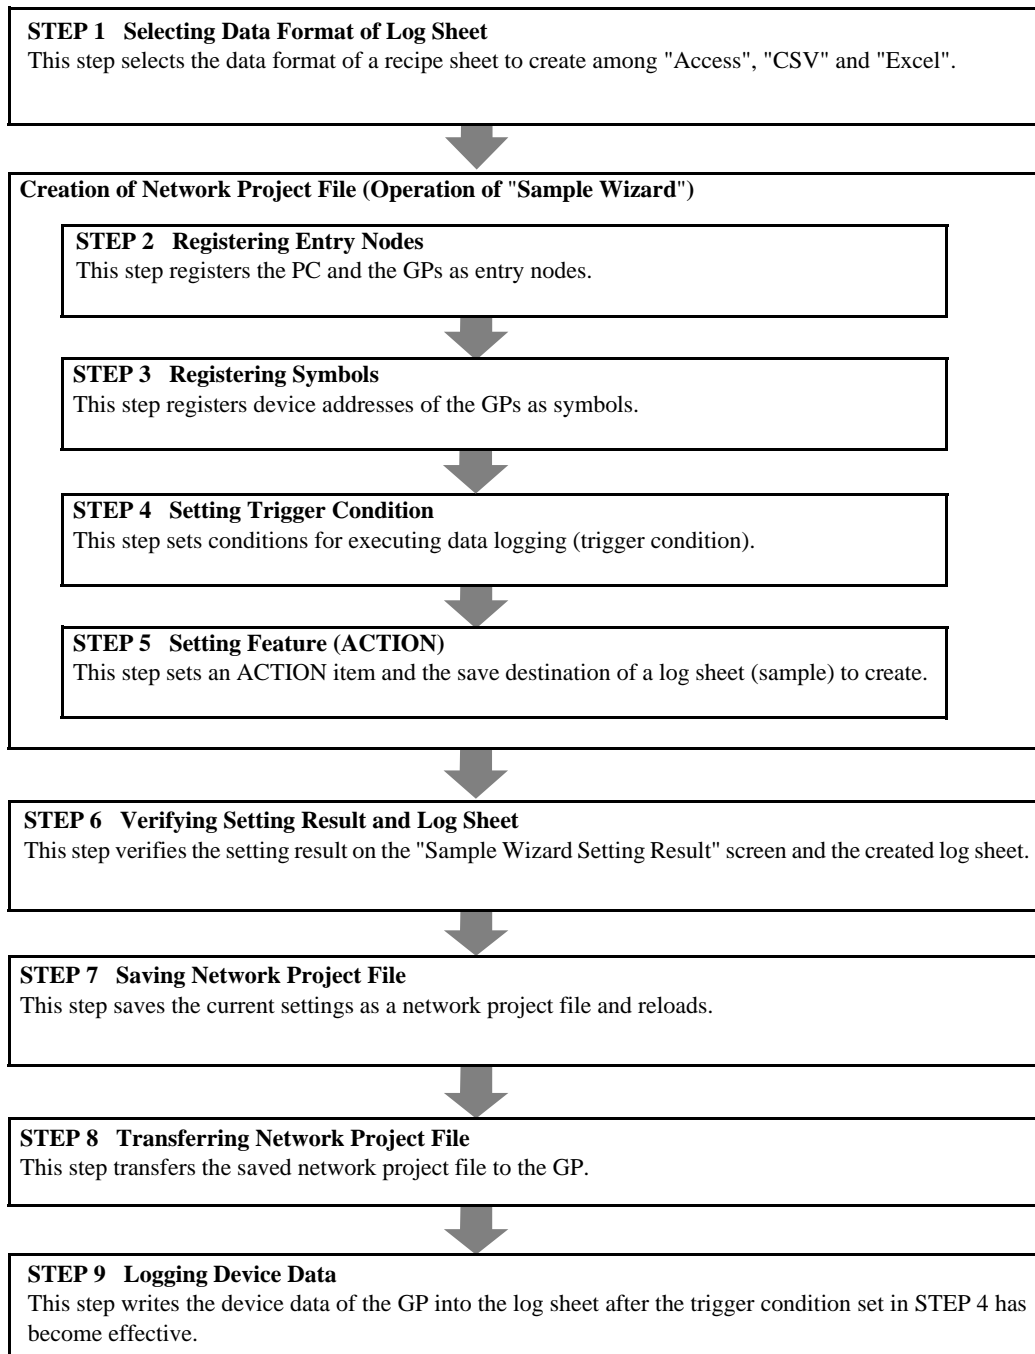 STEP 1 Selecting Data Format of Log Sheet
This step selects the data format of a recipe sheet to create among "Access", "CSV" and "Excel".
Creation of Network Project File (Operation of "Sample Wizard")
STEP 2 Registering Entry Nodes
This step registers the PC and the GPs as entry nodes.
STEP 3 Registering Symbols
This step registers device addresses of the GPs as symbols.
STEP 4 Setting Trigger Condition
This step sets conditions for executing data logging (trigger condition).
STEP 5 Setting Feature (ACTION)
This step sets an ACTION item and the save destination of a log sheet (sample) to create.
STEP 6 Verifying Setting Result and Log Sheet
This step verifies the setting result on the "Sample Wizard Setting Result" screen and the created log sheet.
STEP 7 Saving Network Project File
This step saves the current settings as a network project file and reloads.
STEP 8 Transferring Network Project File
This step transfers the saved network project file to the GP.
STEP 9 Logging Device Data
This step writes the device data of the GP into the log sheet after the trigger condition set in STEP 4 has
become effective.